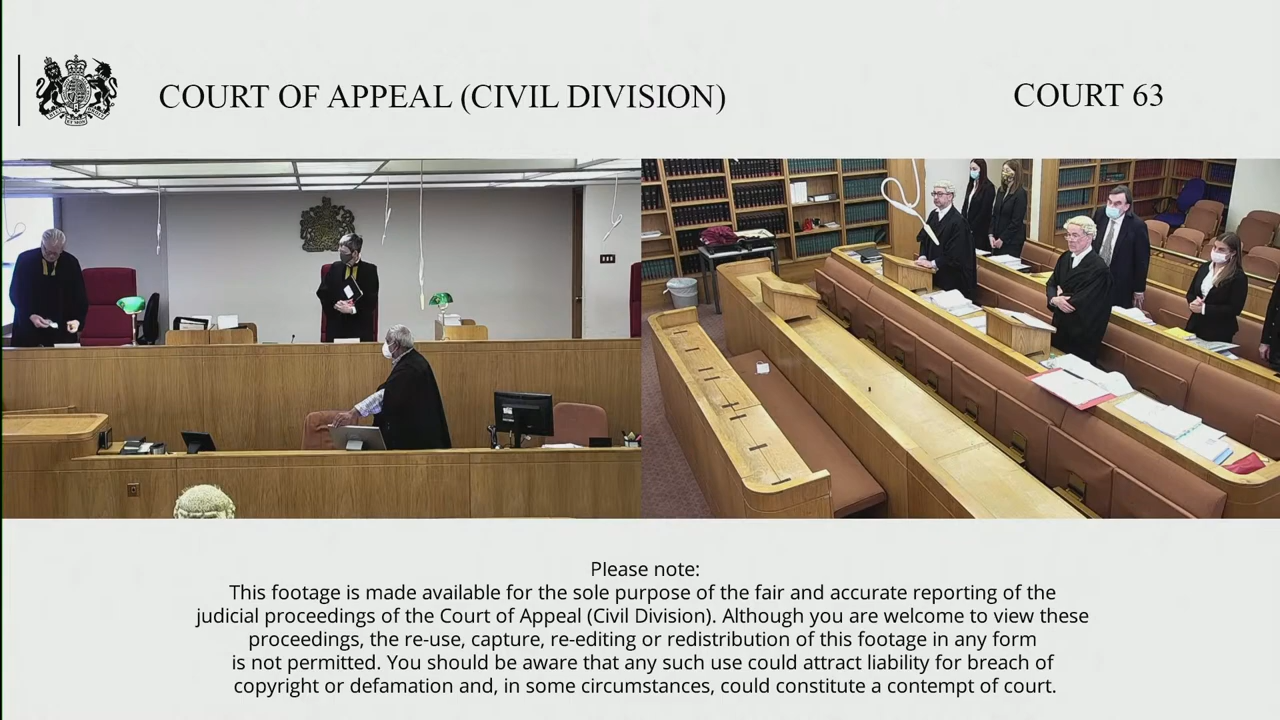 COURT OF APPEAL (CIVIL DIVISION)
COURT 63
Please note:
This footage is made available for the sole purpose of the fair and accurate reporting of the
judicial proceedings of the Court of Appeal (Civil Division). Although you are welcome to view these
proceedings, the re-use, capture, re-editing or redistribution of this footage in any form
is not permitted. You should be aware that any such use could attract liability for breach of
copyright or defamation and, in some circumstances, could constitute a contempt of court.